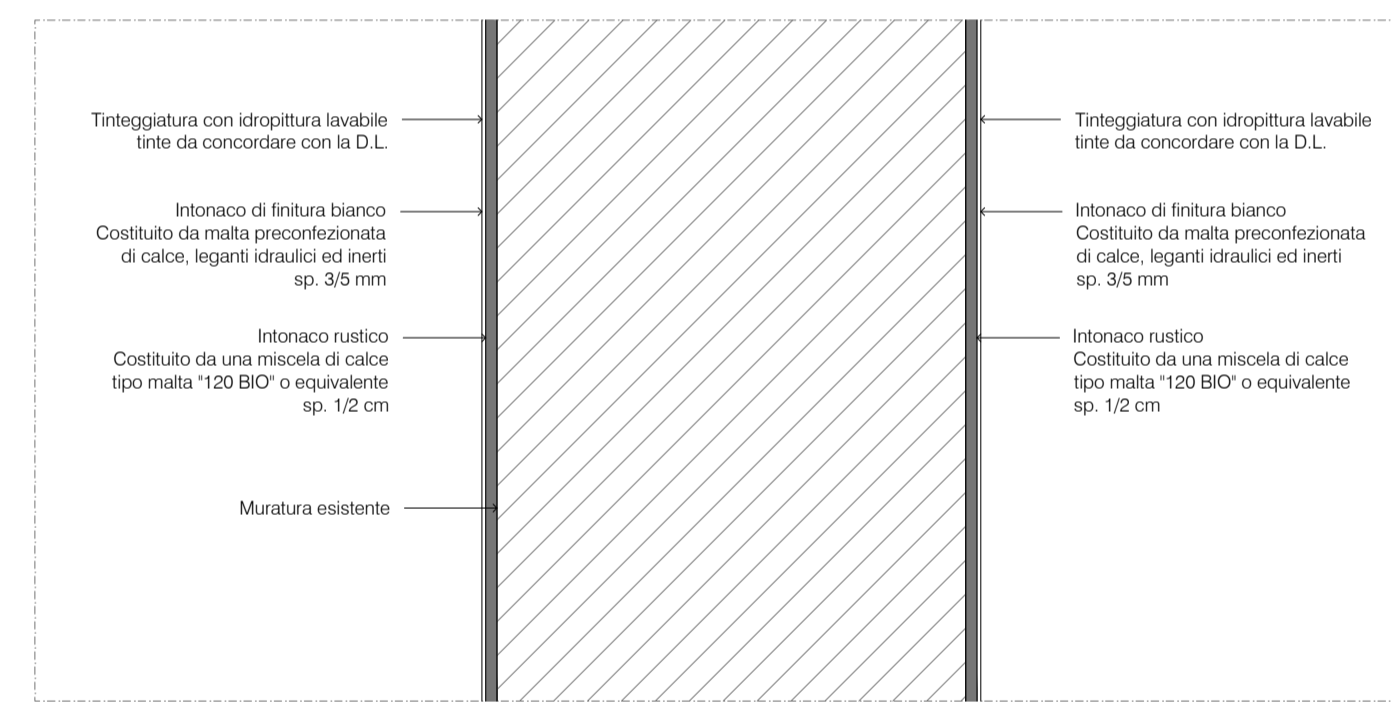 Tinteggiatura con idropittura lavabile
tinte da concordare con la D.L.
Intonaco di finitura bianco
Costituito da malta preconfezionata
di calce, leganti idraulici ed inerti
sp. 3/5 mm
Intonaco rustico
Costituito da una miscela di calce
tipo malta "120 BIO" o equivalente
sp. 1/2 cm
Muratura esistente
Tinteggiatura con idropittura lavabile
tinte da concordare con la D.L.
Intonaco di finitura bianco
Costituito da malta preconfezionata
di calce, leganti idraulici ed inerti
sp. 3/5 mm
Intonaco rustico
Costituito da una miscela di calce
tipo malta "120 BIO" o equivalente
sp. 1/2 cm